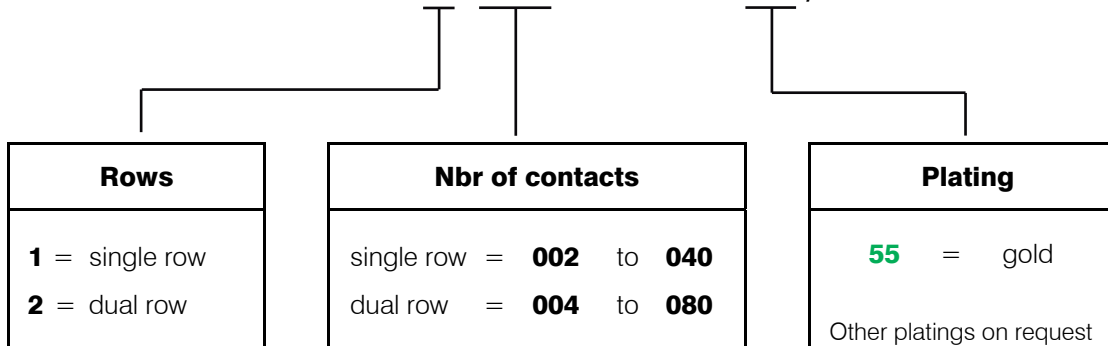 Rows
1 = single row
2 = dual row
Nbr of contacts
single row = 002 to 040
dual row = 004 to 080
Plating
55 = gold
Other platings on request